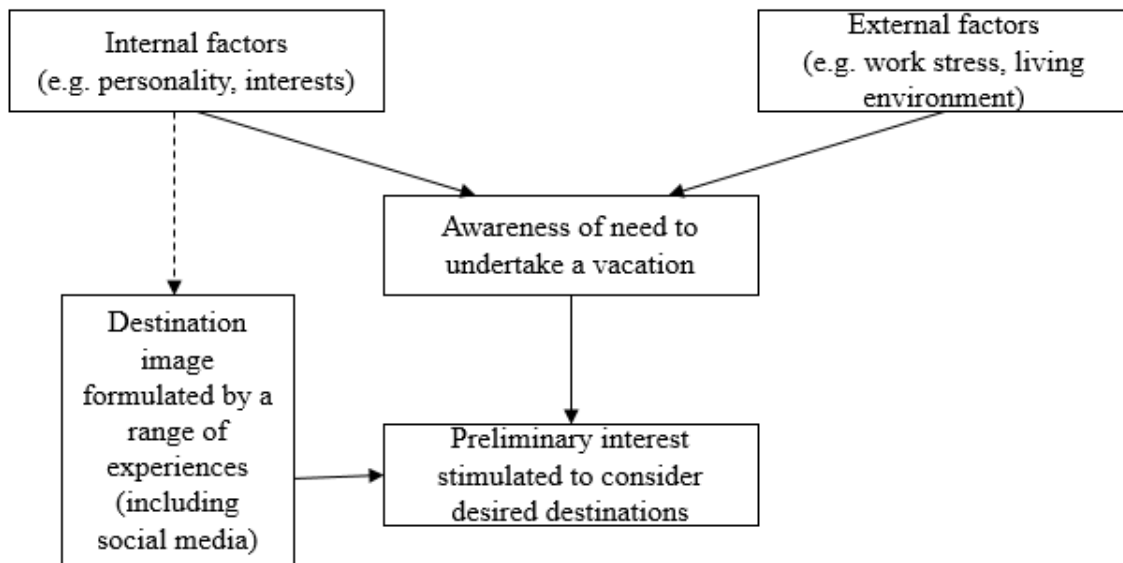 Internal factors
(e.g. personality, interests)
External factors
(e.g. work stress, living
environment)
Awareness of need to
undertake a vacation
Destination
image
formulated by a
range of
experiences
(including
social media)
Preliminary interest
stimulated to consider
desired destinations